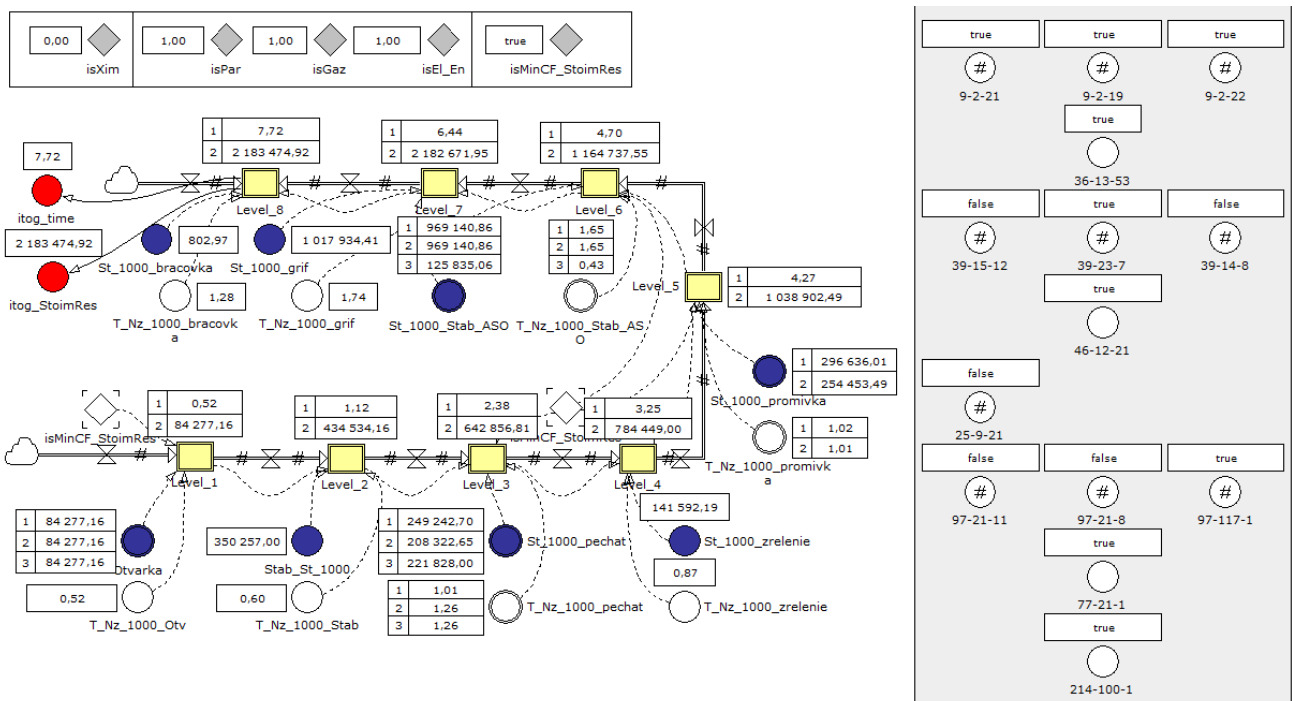 0,00
isXim
1,00
isPar
1,00
isGaz
1,00
isEl_En
true
isMinCF_StoimRes
7,72
itog_time
2 183 474,92
itog_StoimRes
1 7,72
2 2 183 474,92
Level_8
1 6,44
2 2 182 671,95
Level_7
1 4,70
2 1 164 737,55
Level_6
# # # # #
St_1000_bracovka
802,97
St_1000_grif
1 017 934,41
1 969 140,86
2 969 140,86
3 125 835,06
St_1000_Stab_ASO
1 1,65
2 1,65
3 0,43
T_Nz_1000_Stab_AS
O
1,28
T_Nz_1000_bracovk
a
1,74
T_Nz_1000_grif
#
Level_5
1 4,27
2 1 038 902,49
#
1 296 636,01
2 254 453,49
St_1000_promivka
1 1,02
2 1,01
T_Nz_1000_promivk
a
isMinCF_StoimRes
1 0,52
2 84 277,16
Level_1
1 1,12
2 434 534,16
Level_2
1 2,38
2 642 856,81
Level_3
isMinCF_StoimRes
1 3,25
2 784 449,00
Level_4
# # # # # # # #
1 84 277,16
2 84 277,16
3 84 277,16
Otvarka
0,52
T_Nz_1000_Otv
350 257,00
Stab_St_1000
0,60
T_Nz_1000_Stab
1 249 242,70
2 208 322,65
3 221 828,00
St_1000_pechat
1 1,01
2 1,26
3 1,26
T_Nz_1000_pechat
141 592,19
St_1000_zrelenie
0,87
T_Nz_1000_zrelenie
true true true
# # #
9-2-21 9-2-19 9-2-22
true
36-13-53
false true false
# # #
39-15-12 39-23-7 39-14-8
true
46-12-21
false
#
25-9-21
false false true
# # #
97-21-11 97-21-8 97-117-1
true
77-21-1
true
214-100-1